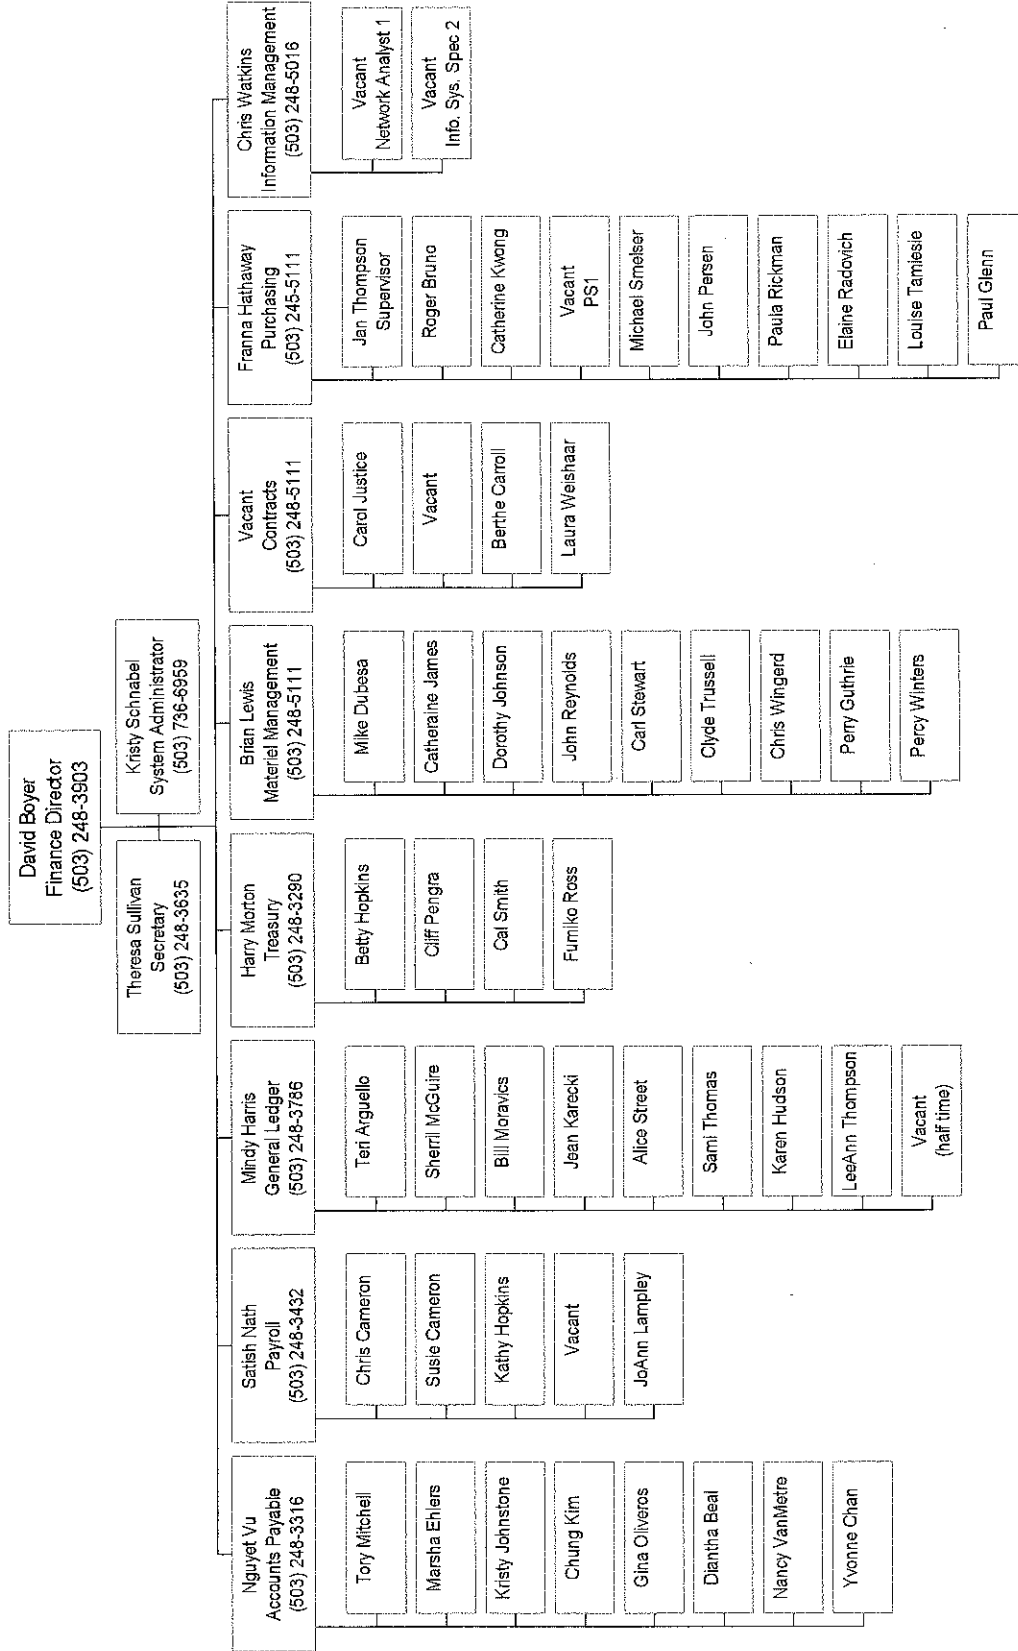 David Boyer
Finance Director
(503) 248-3903
Theresa Sullivan
Secretary
(503) 248-3635
Kristy Schnabel
System Administrator
(503) 736-6959
Nguyet Vu
Accounts Payable
(503) 248-3316
Tory Mitchell
Marsha Ehlers
Kristy Johnstone
Chung Kim
Gina Oliveros
Diantha Beal
Nancy VanMetre
Yvonne Chan
Satish Nath
Payroll
(503) 248-3432
Chris Cameron
Susie Cameron
Kathy Hopkins
Vacant
JoAnn Lampley
Mindy Harris
General Ledger
(503) 248-3786
Teri Arguello
Sherril McGuire
Bill Moravics
Jean Karecki
Alice Street
Sami Thomas
Karen Hudson
LeeAnn Thompson
Vacant
(half time)
Harry Morton
Treasury
(503) 248-3290
Betty Hopkins
Cliff Pengra
Cal Smith
Fumiko Ross
Brian Lewis
Materiel Management
(503) 248-5111
Mike Dubesa
Catheraine James
Dorothy Johnson
John Reynolds
Carl Stewart
Clyde Trussell
Chris Wingerd
Perry Guthrie
Percy Winters
Vacant
Contracts
(503) 248-5111
Carol Justice
Vacant
Berthe Carroll
Laura Weishaar
Franna Hathaway
Purchasing
(503) 245-5111
Jan Thompson
Supervisor
Roger Bruno
Catherine Kwong
Vacant
PS1
Michael Smelser
John Persen
Paula Rickman
Elaine Radovich
Louise Tamiesie
Paul Glenn
Chris Watkins
Information Management
(503) 248-5016
Vacant
Network Analyst 1
Vacant
Info. Sys. Spec 2